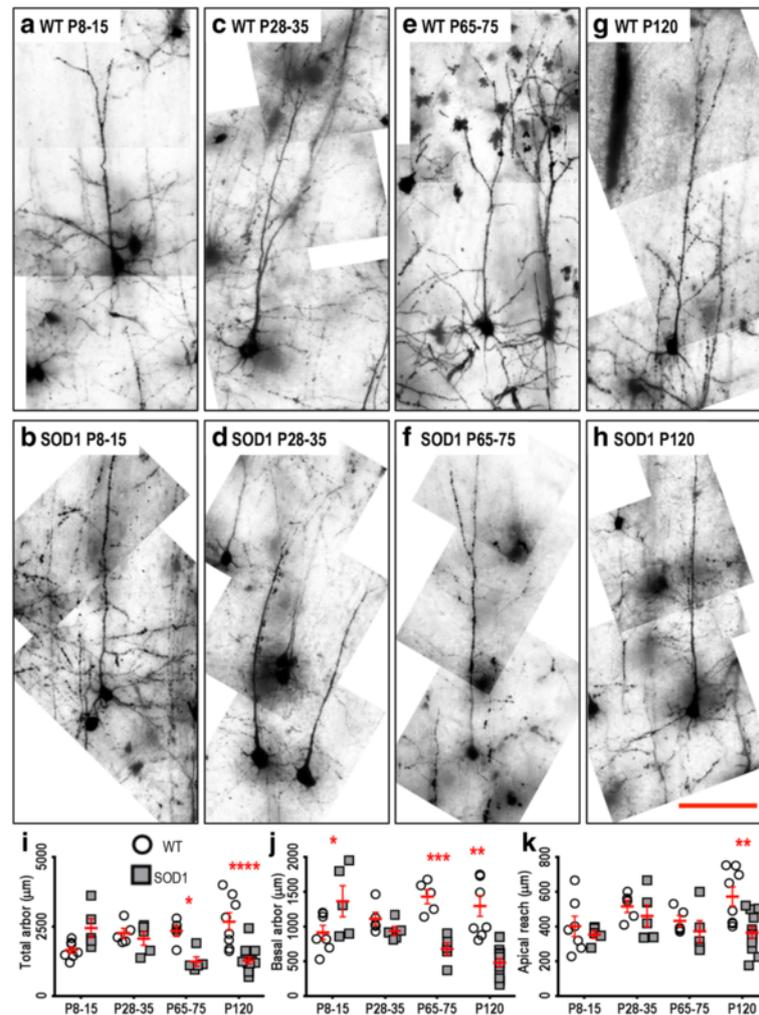 a WT P8-15
c WT P28-35
e WT P65-75
g WT P120
b SOD1 P8-15
d SOD1 P28-35
f SOD1 P65-75
h SOD1 P120
i
WT
SOD1
*
****
Total arbor (μm)
5000
2500
0
P8-15 P28-35 P65-75 P120
j
*
***
**
Basal arbor (μm)
2000
1500
1000
500
0
P8-15 P28-35 P65-75 P120
k
**
Apical reach (μm)
800
600
400
200
0
P8-15 P28-35 P65-75 P120